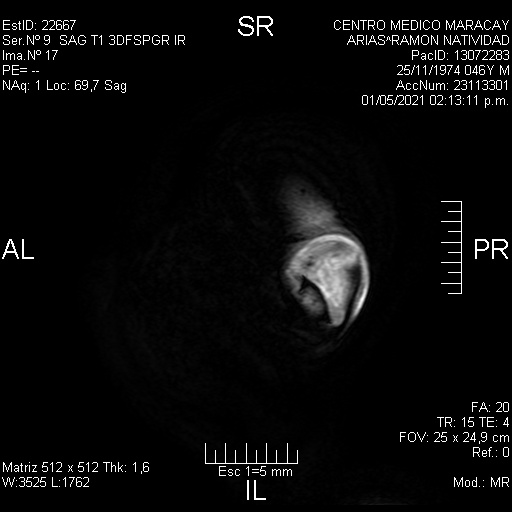 EstID: 22667
Ser.Nº 9 SAG T1 3DFSPGR IR
Ima.Nº 17
PE= --
NAq: 1 Loc: 69,7 Sag
SR
CENTRO MEDICO MARACAY
ARIAS^RAMON NATIVIDAD
PacID: 13072283
25/11/1974 046Y M
AccNum: 23113301
01/05/2021 02:13:11 p.m.
AL
PR
FA: 20
TR: 15 TE: 4
FOV: 25 x 24,9 cm
Ref.: 0
Mod.: MR
Matriz 512 x 512 Thk: 1,6
W:3525 L:1762
Esc 1=5 mm
IL